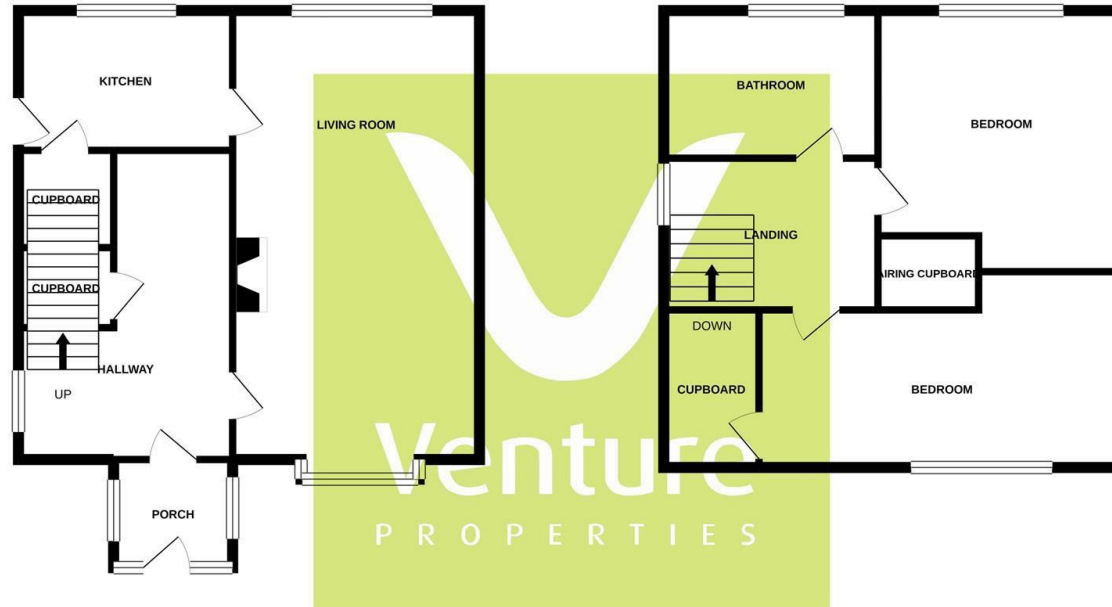 KITCHEN
LIVING ROOM
CUPBOARD
CUPBOARD
HALLWAY
UP
PORCH
BATHROOM
BEDROOM
LANDING
AIRING CUPBOARD
DOWN
CUPBOARD
BEDROOM
Venture
PROPERTIES